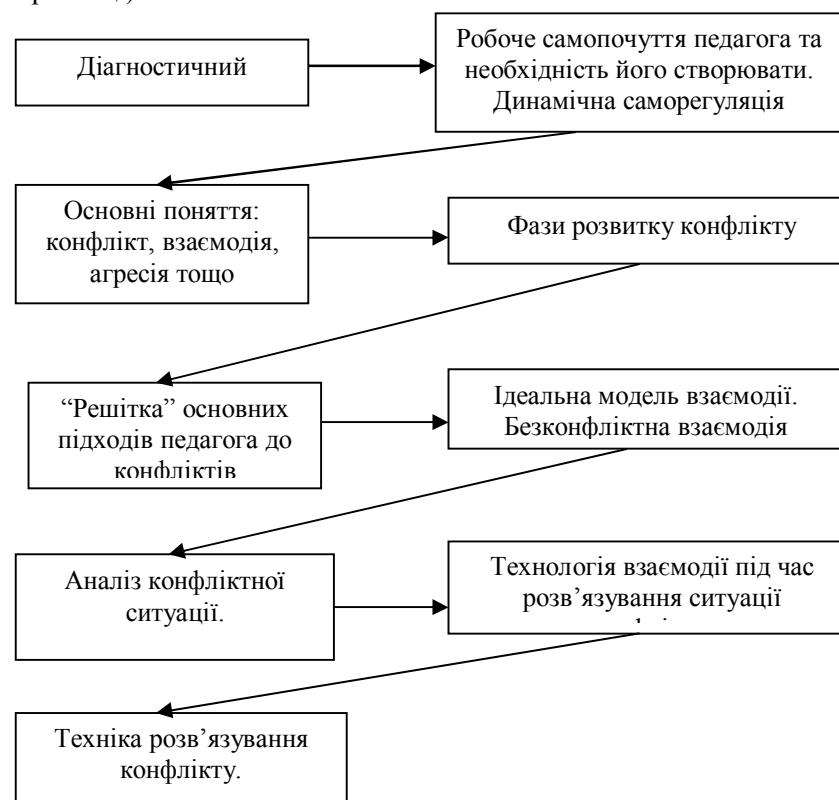 Діагностичний
Робоче самопочуття педагога та
необхідність його створювати.
Динамічна саморегуляція
Основні поняття:
конфлікт, взаємодія,
агресія тощо
Фази розвитку конфлікту
“Решітка” основних
підходів педагога до
конфліктів
Ідеальна модель взаємодії.
Безконфліктна взаємодія
Аналіз конфліктної
ситуації.
Технологія взаємодії під час
розв’язування ситуації
Техніка розв’язування
конфлікту.